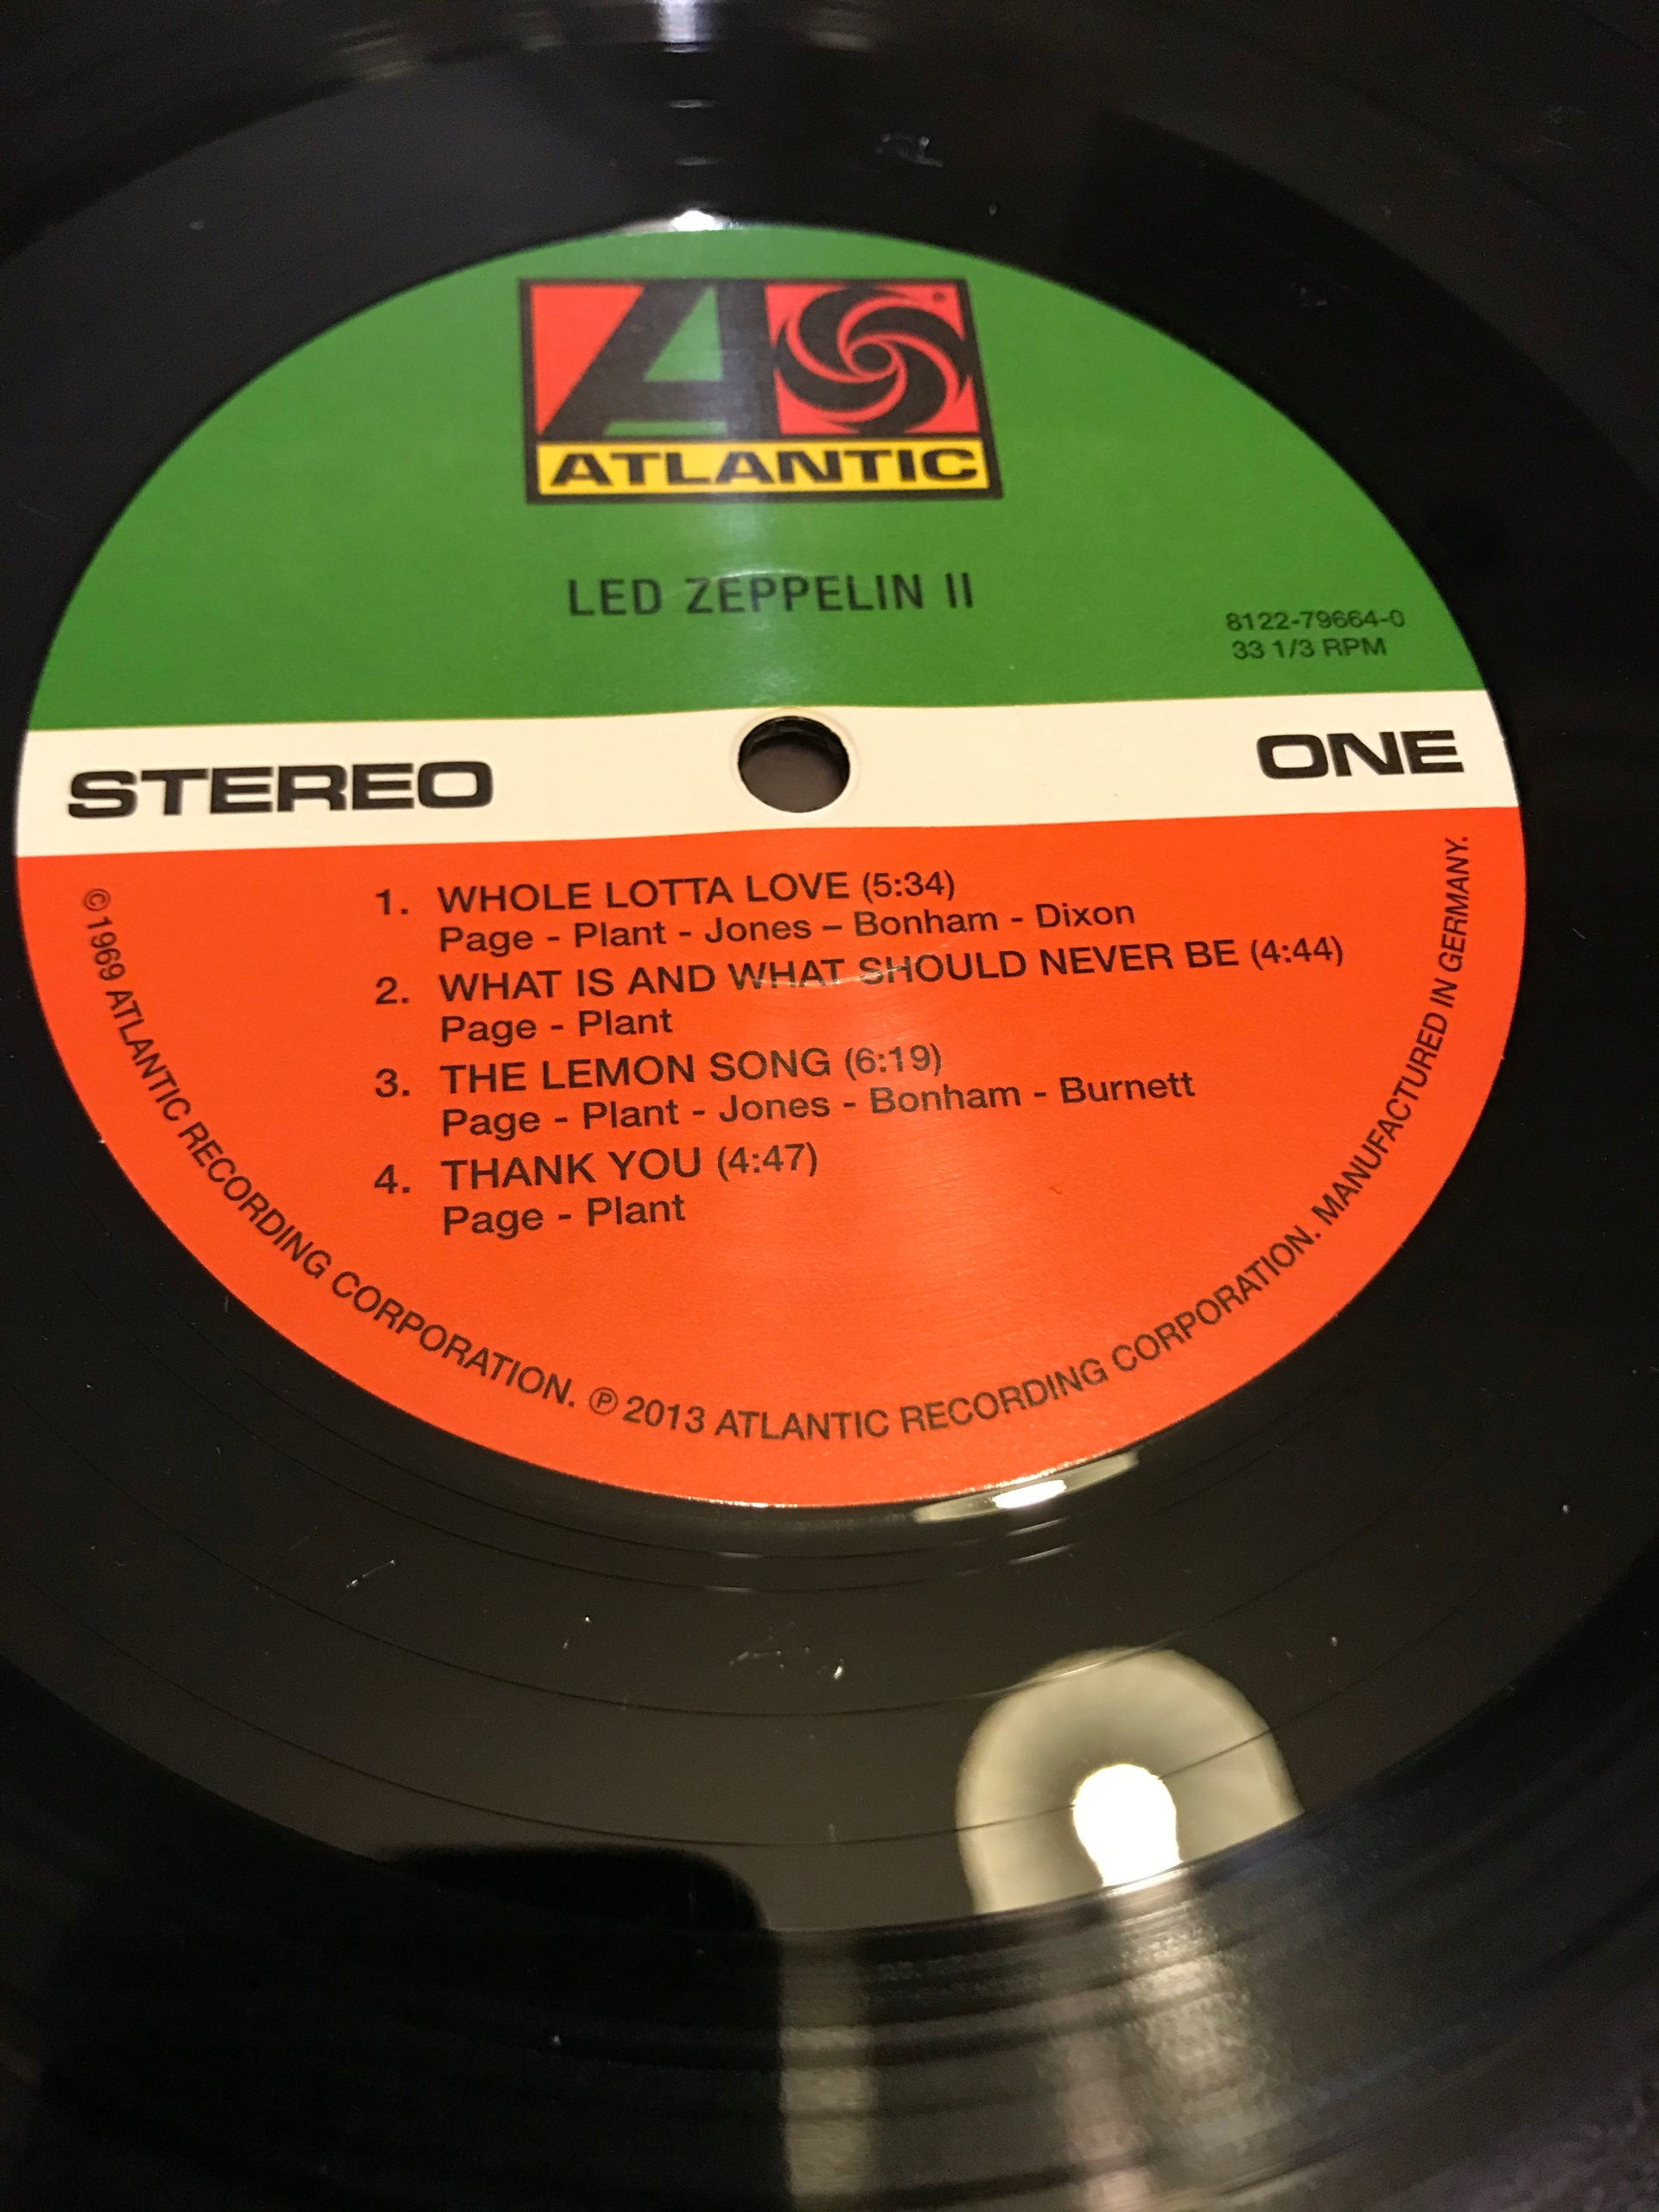 ATLANTIC
LED ZEPPELIN II
8122-79664-0
33 1/3 RPM
STEREO
ONE
1. WHOLE LOTTA LOVE (5:34)
Page - Plant - Jones – Bonham - Dixon
2. WHAT IS AND WHAT SHOULD NEVER BE (4:44)
Page - Plant
3. THE LEMON SONG (6:19)
Page - Plant - Jones - Bonham - Burnett
4. THANK YOU (4:47)
Page - Plant
©1969 ATLANTIC RECORDING CORPORATION. ℗ 2013 ATLANTIC RECORDING CORPORATION. MANUFACTURED IN GERMANY.